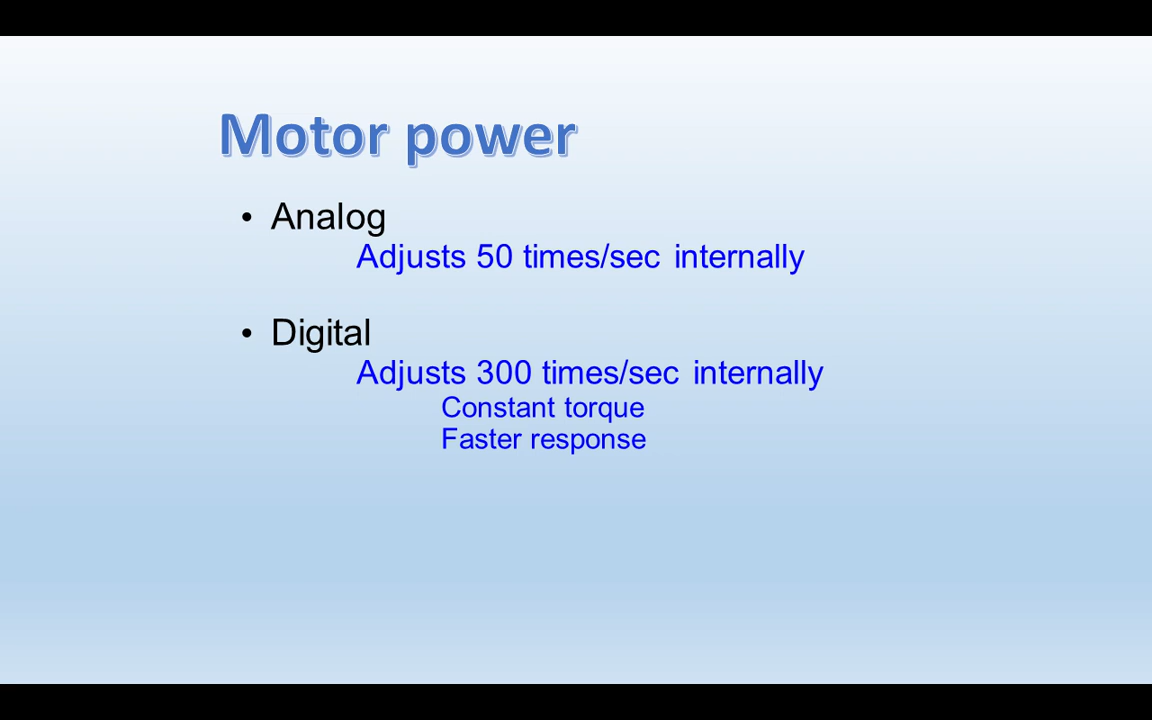 Motor power
• Analog
Adjusts 50 times/sec internally
• Digital
Adjusts 300 times/sec internally
Constant torque
Faster response